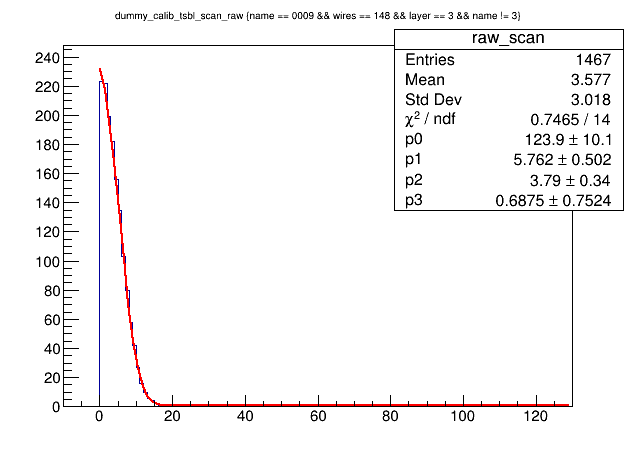 dummy_calib_tsbl_scan_raw {name == 0009 && wires == 148 && layer == 3 && name != 3}
raw_scan
Entries 1467
Mean 3.577
Std Dev 3.018
χ² / ndf 0.7465 / 14
p0 123.9 ± 10.1
p1 5.762 ± 0.502
p2 3.79 ± 0.34
p3 0.6875 ± 0.7524
240
220
200
180
160
140
120
100
80
60
40
20
0
0 20 40 60 80 100 120